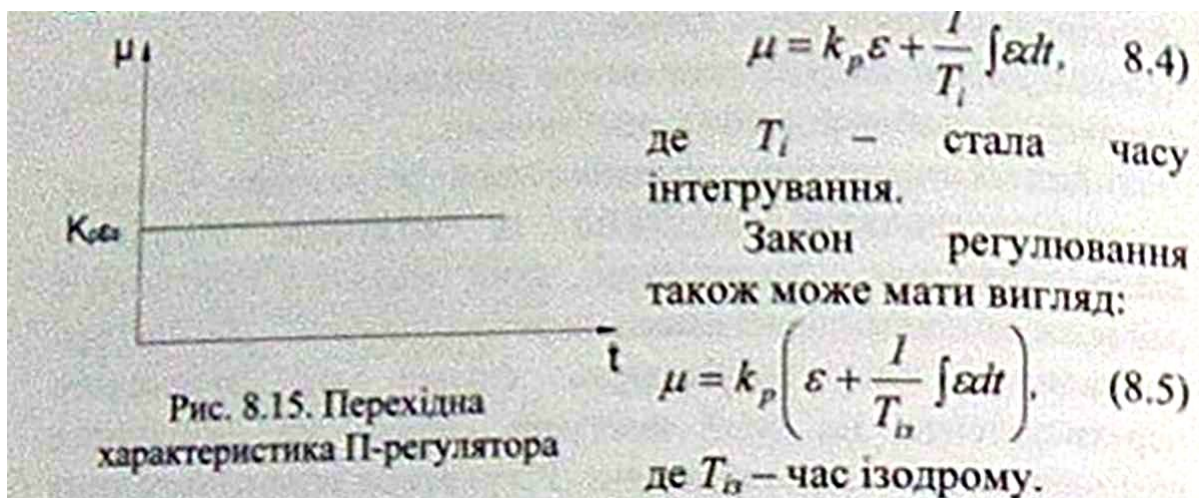 μ
t
Рис. 8.15. Перехідна
характеристика П-регулятора
μ = k_p ε + 1/T_i ∫εdt, 8.4)
де T_i – стала часу
інтегрування.
Закон регулювання
також може мати вигляд:
μ = k_p (ε + 1/T_із ∫εdt), (8.5)
де T_із – час ізодрому.